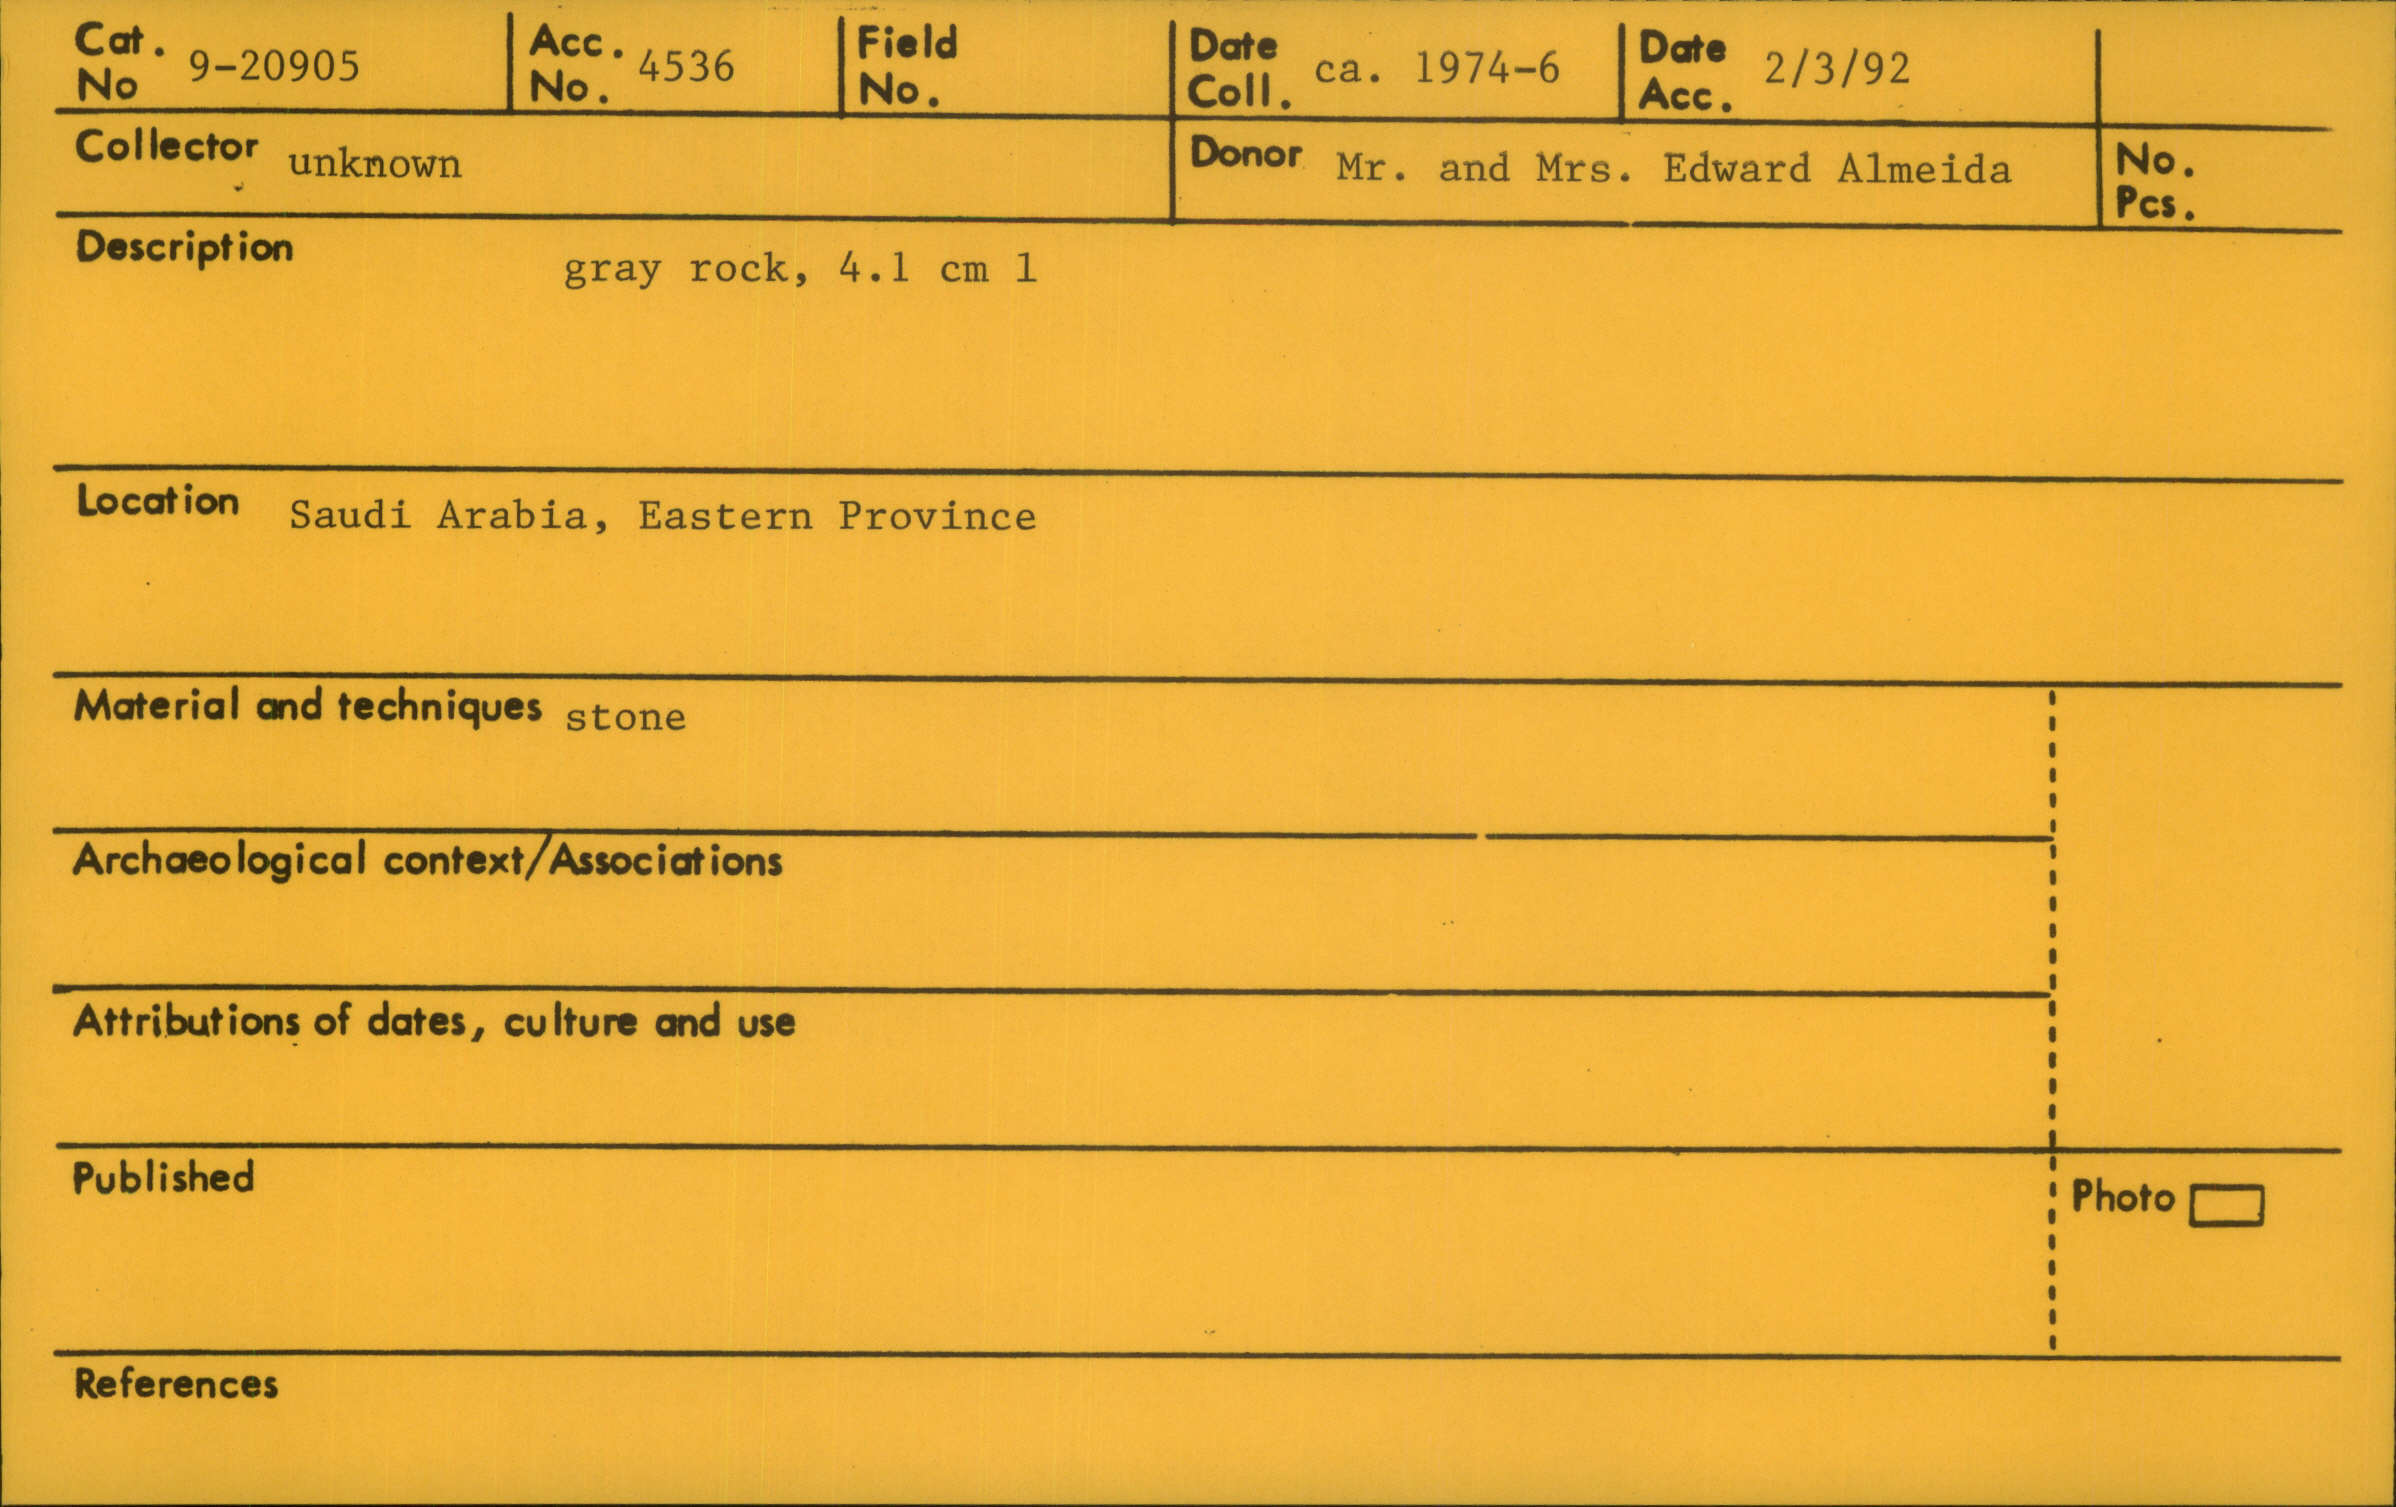 Cat. No 9-20905 Acc. No. 4536 Field No. Date Coll. ca. 1974-6 Date Acc. 2/3/92
Collector unknown Donor Mr. and Mrs. Edward Almeida No. Pcs.
Description gray rock, 4.1 cm l
Location Saudi Arabia, Eastern Province
Material and techniques stone
Archaeological context/Associations
Attributions of dates, culture and use
Published Photo
References